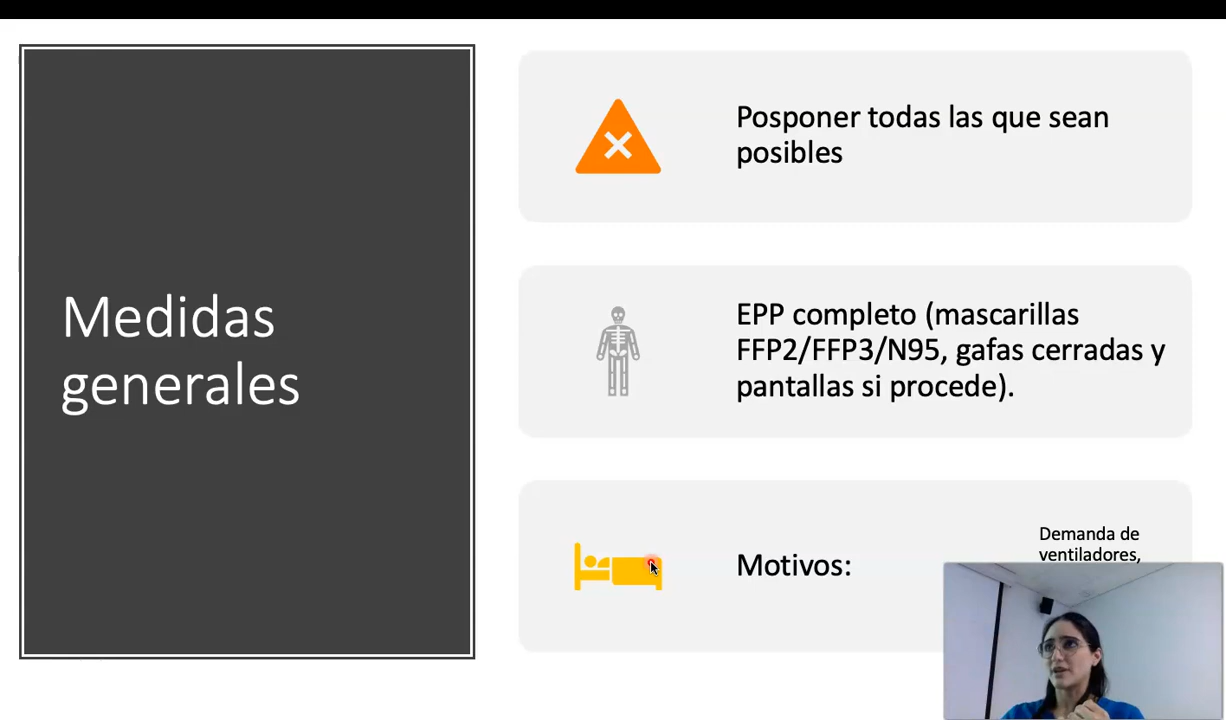 Medidas
generales
Posponer todas las que sean
posibles
EPP completo (mascarillas
FFP2/FFP3/N95, gafas cerradas y
pantallas si procede).
Motivos:
Demanda de
ventiladores,